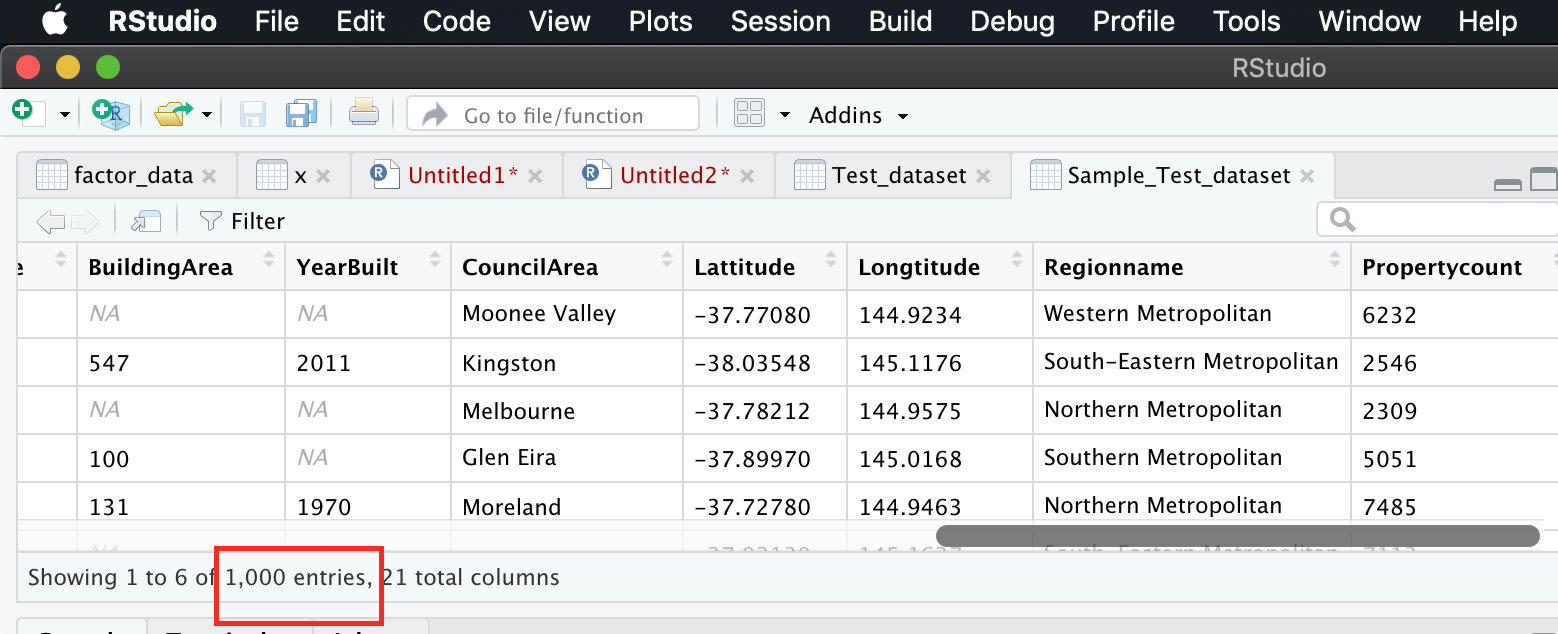 RStudio File Edit Code View Plots Session Build Debug Profile Tools Window Help
RStudio
Go to file/function Addins
factor_data x Untitled1* Untitled2* Test_dataset Sample_Test_dataset
Filter
e BuildingArea YearBuilt CouncilArea Lattitude Longtitude Regionname Propertycount
NA NA Moonee Valley -37.77080 144.9234 Western Metropolitan 6232
547 2011 Kingston -38.03548 145.1176 South-Eastern Metropolitan 2546
NA NA Melbourne -37.78212 144.9575 Northern Metropolitan 2309
100 NA Glen Eira -37.89970 145.0168 Southern Metropolitan 5051
131 1970 Moreland -37.72780 144.9463 Northern Metropolitan 7485
Showing 1 to 6 of 1,000 entries, 21 total columns